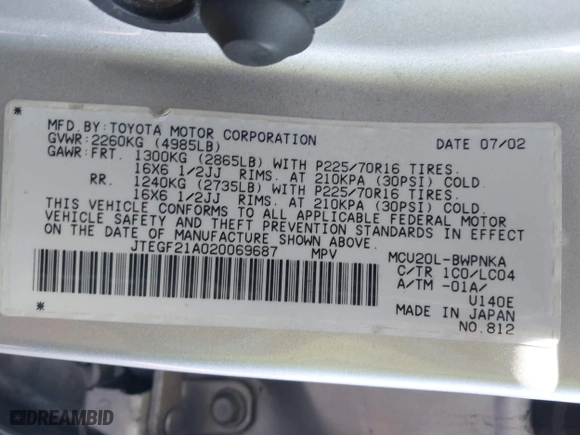 MFD. BY: TOYOTA MOTOR CORPORATION DATE 07/02
GVWR: 2260KG (4985LB)
GAWR: FRT. 1300KG (2865LB) WITH P225/70R16 TIRES.
16X6 1/2JJ RIMS. AT 210KPA (30PSI) COLD.
RR. 1240KG (2735LB) WITH P225/70R16 TIRES.
16X6 1/2JJ RIMS. AT 210KPA (30PSI) COLD.
THIS VEHICLE CONFORMS TO ALL APPLICABLE FEDERAL MOTOR
VEHICLE SAFETY AND THEFT PREVENTION STANDARDS IN EFFECT
ON THE DATE OF MANUFACTURE SHOWN ABOVE.
JTEGF21A020069687 MPV MCU20L-BWPNKA
C/TR 1C0/LC04
A/TM -01A/
U140E
MADE IN JAPAN
NO.812
DREAMBID